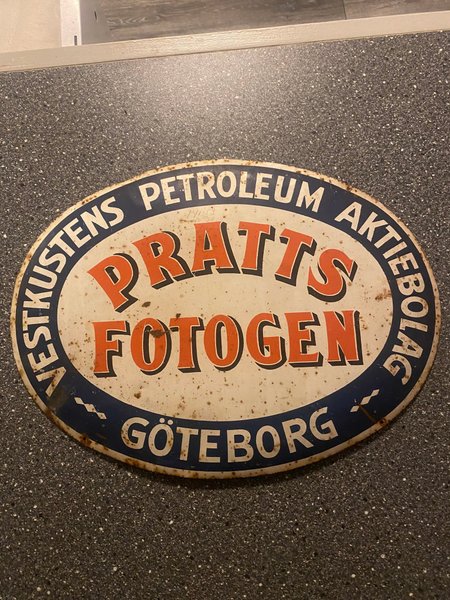 VESTKUSTENS PETROLEUM AKTIEBOLAG
PRATTS
FOTOGEN
GÖTEBORG